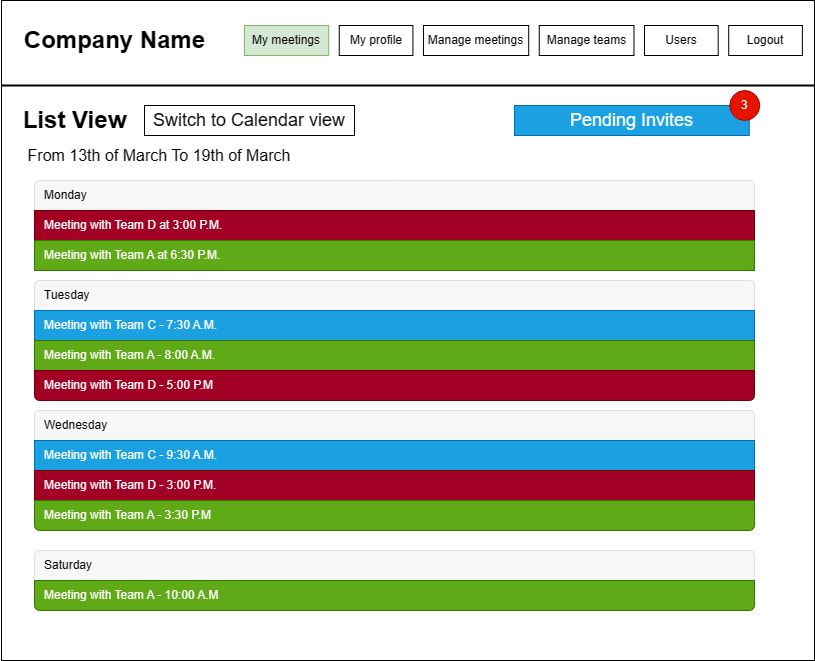 Company Name
My meetings
My profile
Manage meetings
Manage teams
Users
Logout
List View
Switch to Calendar view
Pending Invites
3
From 13th of March To 19th of March
Monday
Meeting with Team D at 3:00 P.M.
Meeting with Team A at 6:30 P.M.
Tuesday
Meeting with Team C - 7:30 A.M.
Meeting with Team A - 8:00 A.M.
Meeting with Team D - 5:00 P.M
Wednesday
Meeting with Team C - 9:30 A.M.
Meeting with Team D - 3:00 P.M.
Meeting with Team A - 3:30 P.M
Saturday
Meeting with Team A - 10:00 A.M